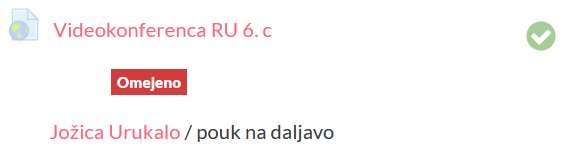 Videokonferenca RU 6. c
Omejeno
Jožica Urukalo / pouk na daljavo